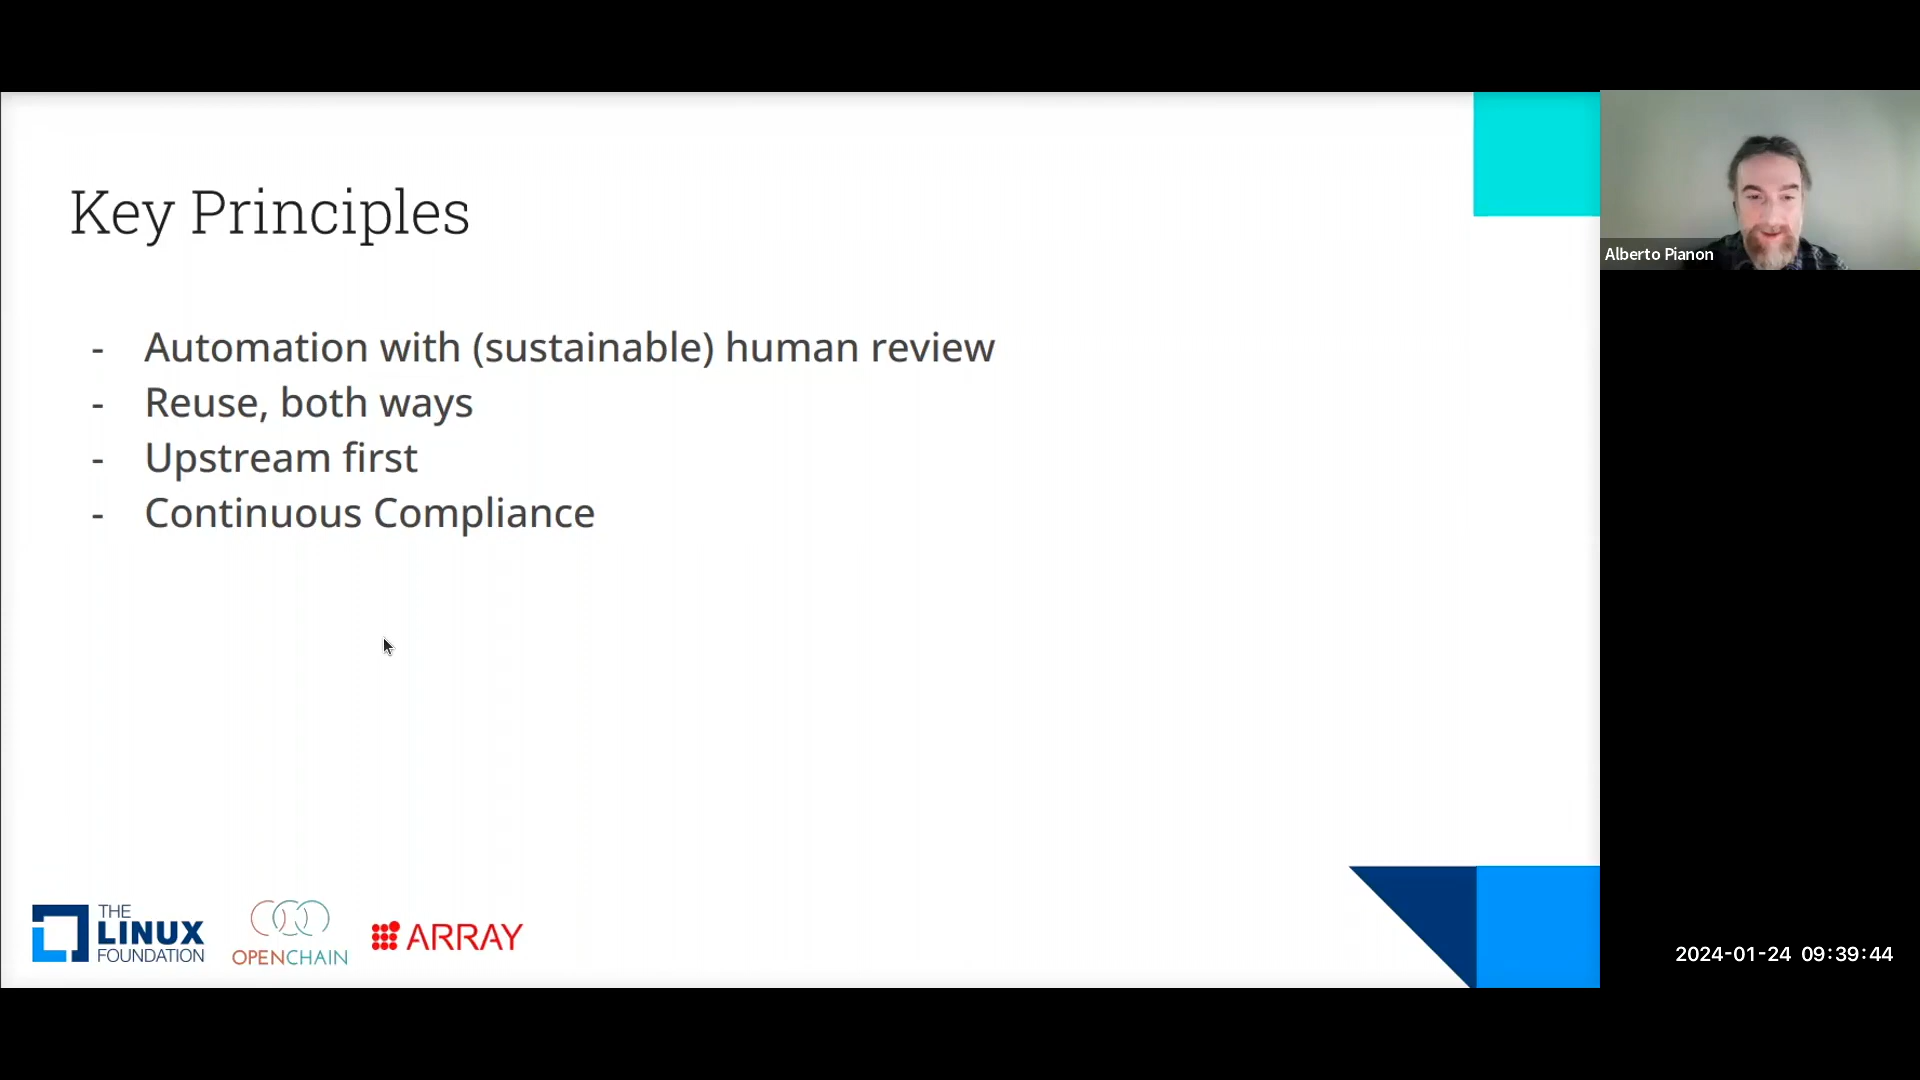 Key Principles
- Automation with (sustainable) human review
- Reuse, both ways
- Upstream first
- Continuous Compliance
THE
LINUX
FOUNDATION
OPENCHAIN
ARRAY
Alberto Pianon
2024-01-24 09:39:44